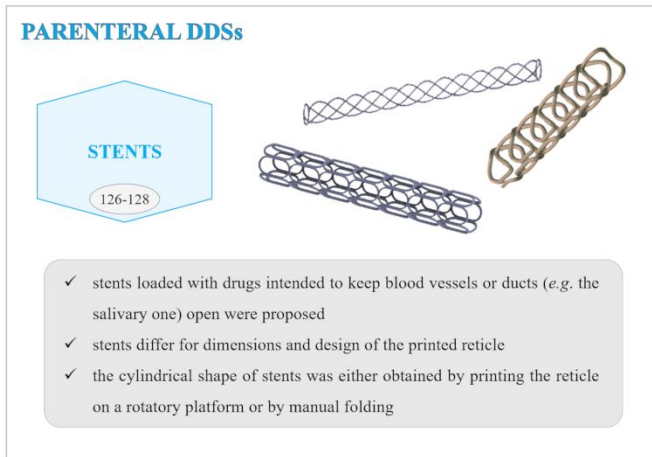 PARENTERAL DDSs
STENTS
126-128
✓ stents loaded with drugs intended to keep blood vessels or ducts (e.g. the
salivary one) open were proposed
✓ stents differ for dimensions and design of the printed reticle
✓ the cylindrical shape of stents was either obtained by printing the reticle
on a rotatory platform or by manual folding